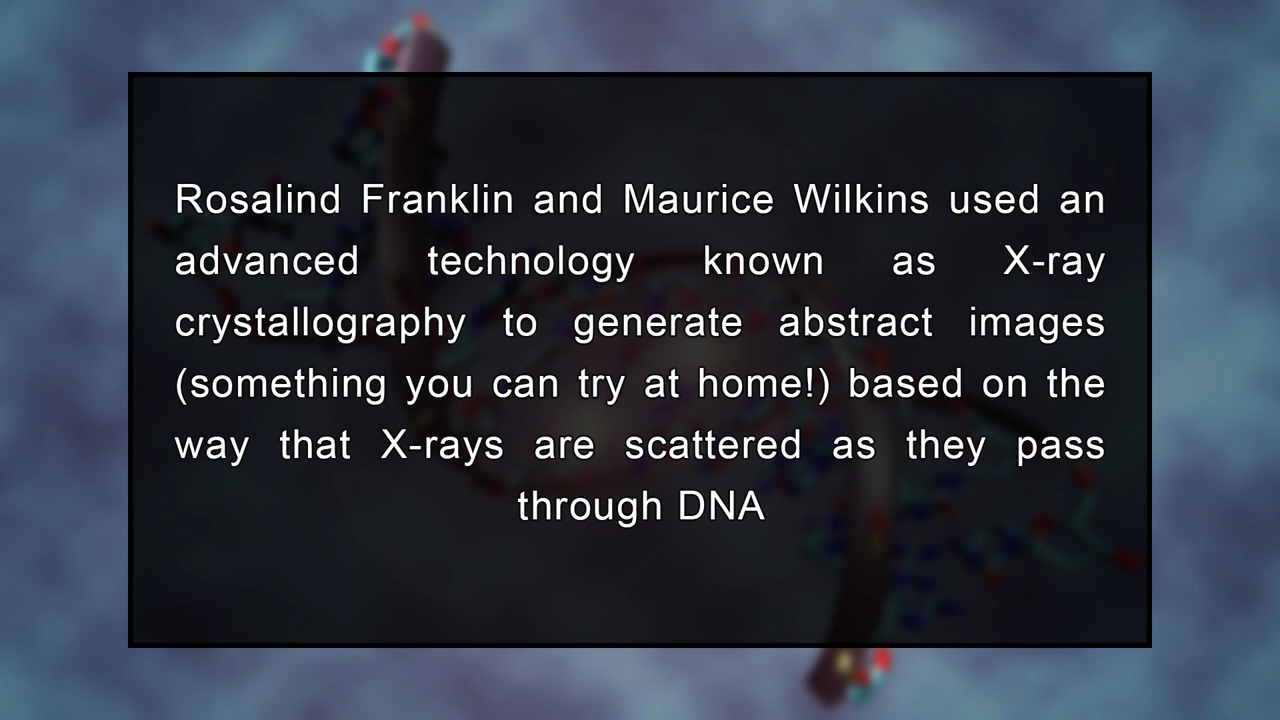 Rosalind Franklin and Maurice Wilkins used an
advanced technology known as X-ray
crystallography to generate abstract images
(something you can try at home!) based on the
way that X-rays are scattered as they pass
through DNA